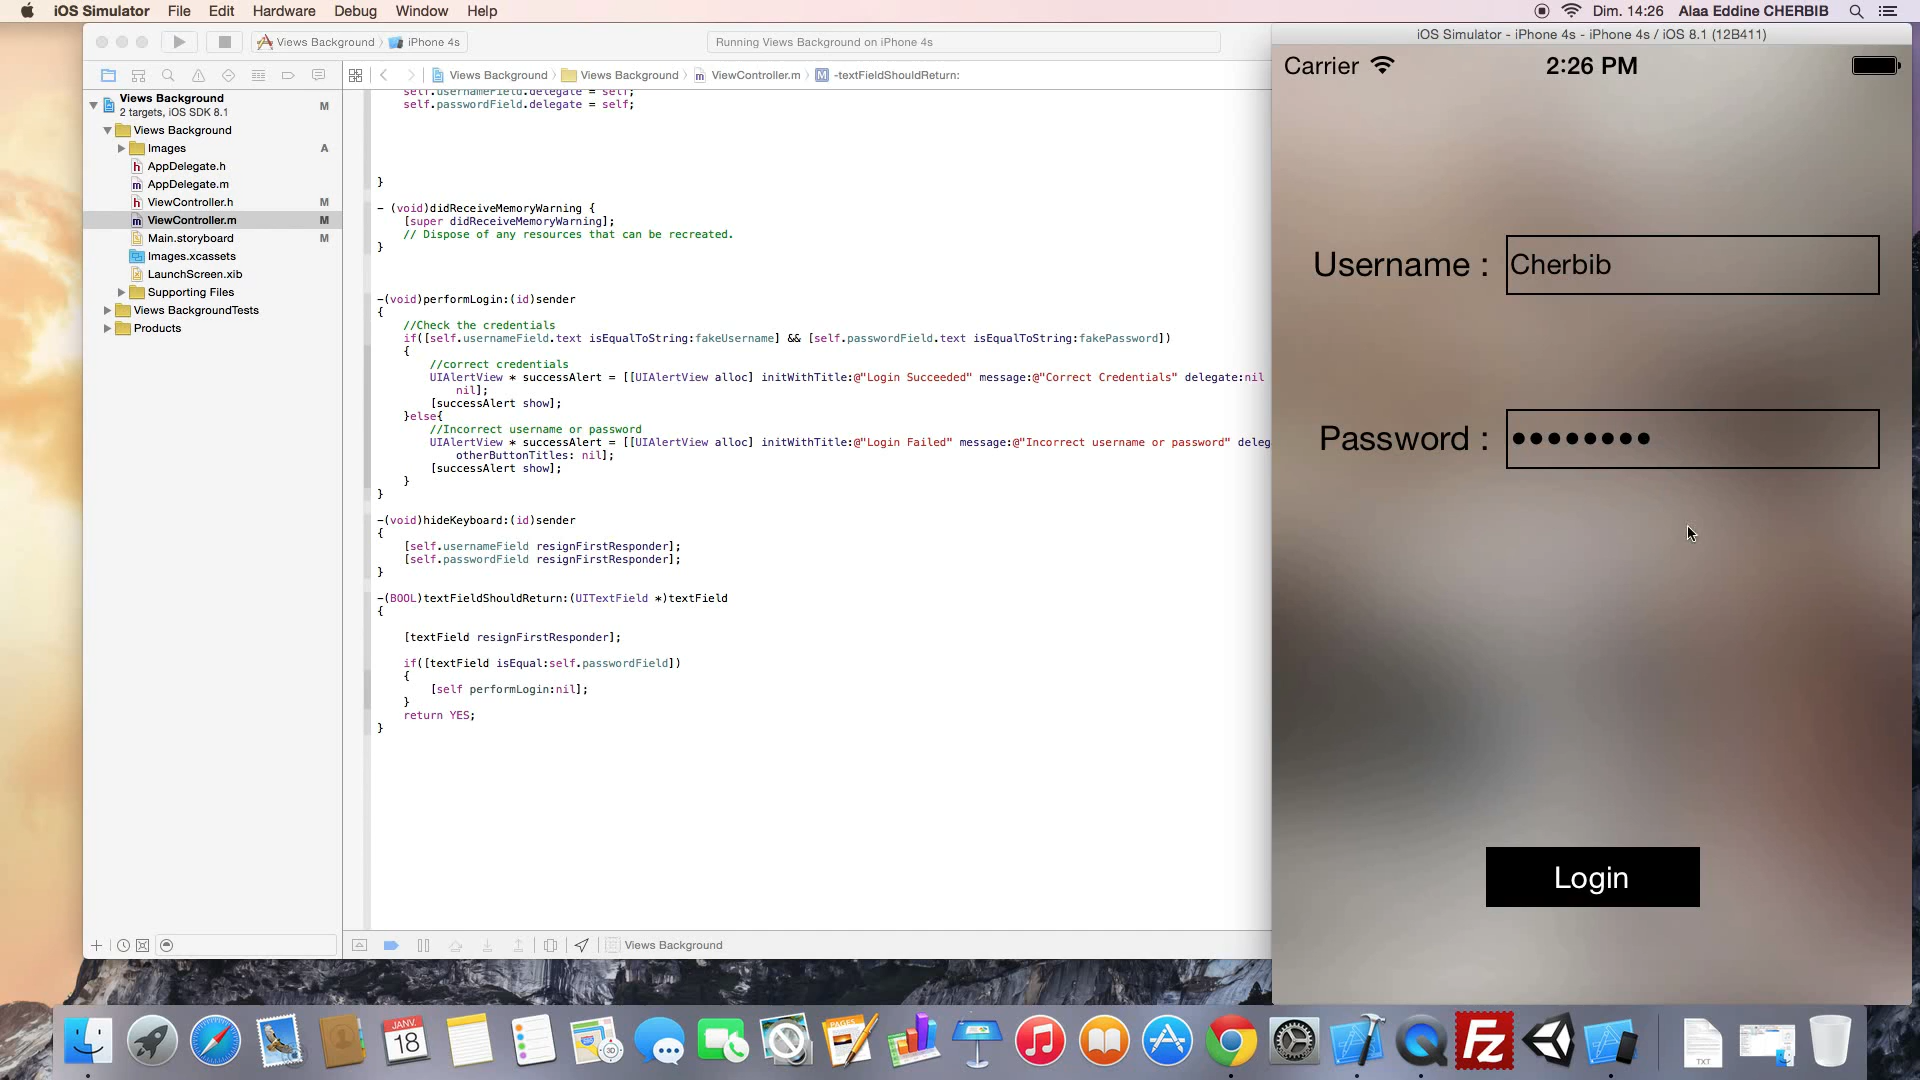 iOS Simulator File Edit Hardware Debug Window Help
Dim. 14:26 Alaa Eddine CHERBIB
Views Background iPhone 4s
Running Views Background on iPhone 4s
iOS Simulator - iPhone 4s - iPhone 4s / iOS 8.1 (12B411)
Views Background Views Background ViewController.m M -textFieldShouldReturn:
Views Background M
2 targets, iOS SDK 8.1
Views Background
Images A
h AppDelegate.h
m AppDelegate.m
h ViewController.h M
m ViewController.m M
Main.storyboard M
Images.xcassets
LaunchScreen.xib
Supporting Files
Views BackgroundTests
Products
self.usernameField.delegate = self;
self.passwordField.delegate = self;
}
- (void)didReceiveMemoryWarning {
[super didReceiveMemoryWarning];
// Dispose of any resources that can be recreated.
}
-(void)performLogin:(id)sender
{
//Check the credentials
if([self.usernameField.text isEqualToString:fakeUsername] && [self.passwordField.text isEqualToString:fakePassword])
{
//correct credentials
UIAlertView * successAlert = [[UIAlertView alloc] initWithTitle:@"Login Succeeded" message:@"Correct Credentials" delegate:nil
nil];
[successAlert show];
}else{
//Incorrect username or password
UIAlertView * successAlert = [[UIAlertView alloc] initWithTitle:@"Login Failed" message:@"Incorrect username or password" deleg
otherButtonTitles: nil];
[successAlert show];
}
}
-(void)hideKeyboard:(id)sender
{
[self.usernameField resignFirstResponder];
[self.passwordField resignFirstResponder];
}
-(BOOL)textFieldShouldReturn:(UITextField *)textField
{
[textField resignFirstResponder];
if([textField isEqual:self.passwordField])
{
[self performLogin:nil];
}
return YES;
}
Views Background
Carrier 2:26 PM
Username : Cherbib
Password : ••••••••
Login
JANV.
18
3D
PAGES
Fz
TXT